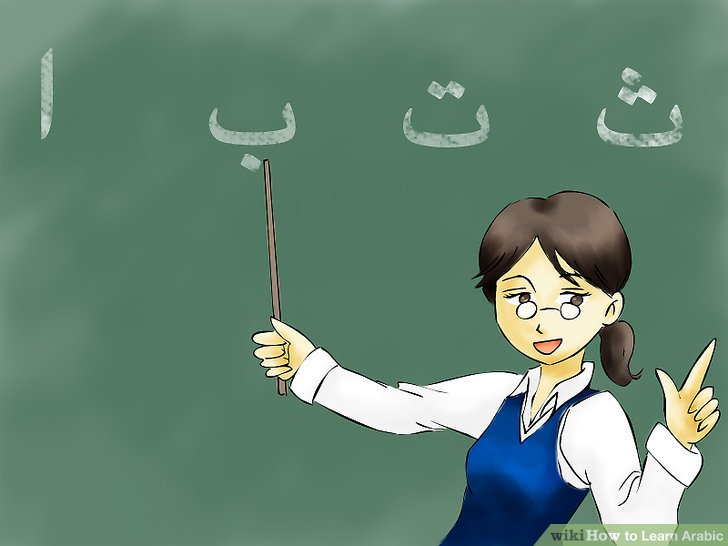 ا ب ت ث
wikiHow to Learn Arabic